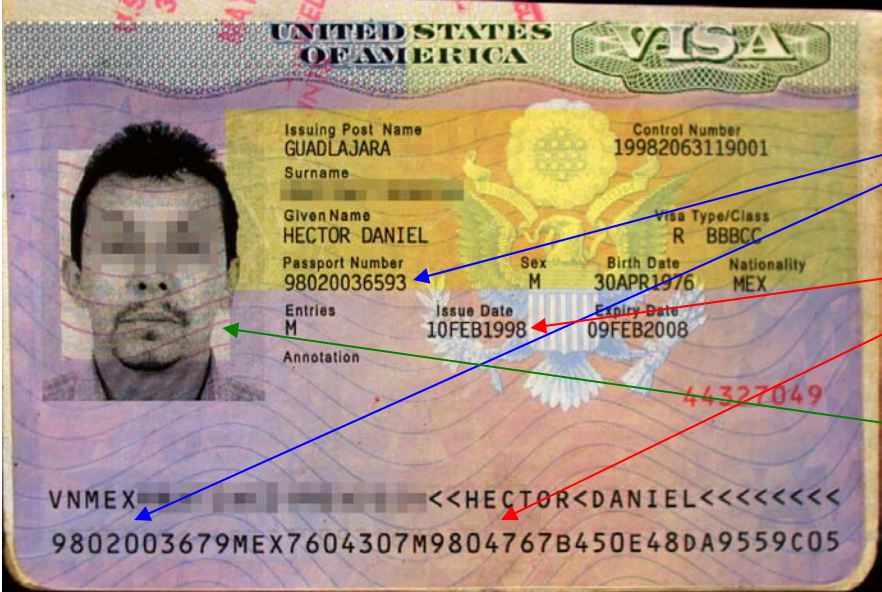 UNITED STATES
OF AMERICA
VISA
Issuing Post Name
GUADLAJARA
Control Number
19982063119001
Surname
Given Name
HECTOR DANIEL
Visa Type/Class
R BBBCC
Passport Number
98020036593
Sex
M
Birth Date
30APR1976
Nationality
MEX
Entries
M
Issue Date
10FEB1998
Expiry Date
09FEB2008
Annotation
44327049
VNMEX <<HECTOR<DANIEL<<<<<<<<
9802003679MEX7604307M9804767B450E48DA9559C05